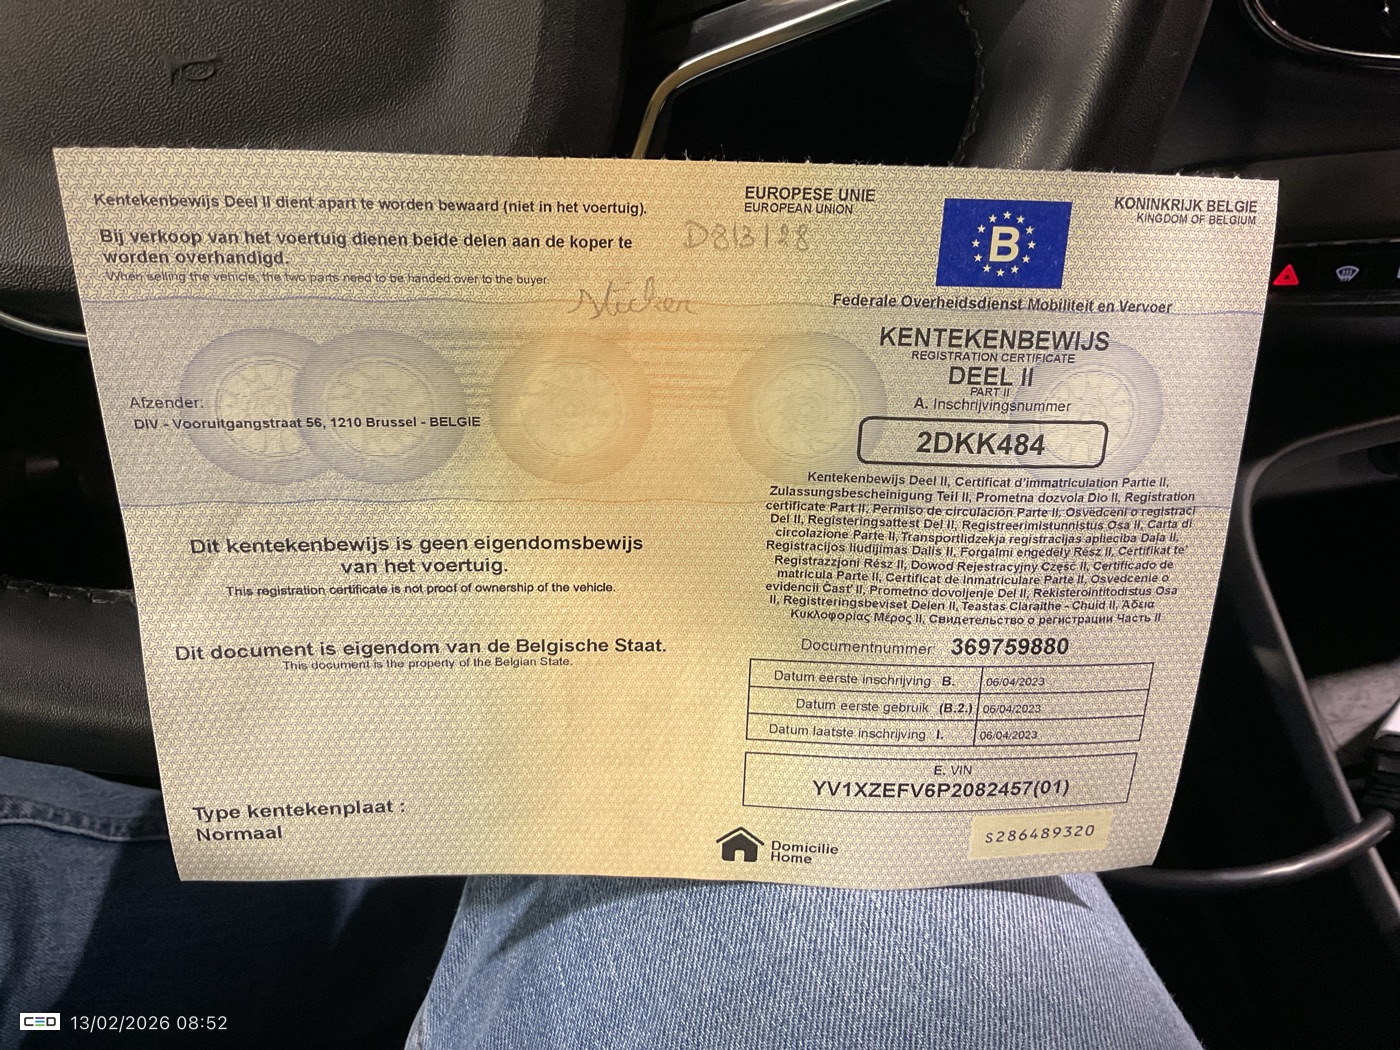 Kentekenbewijs Deel II dient apart te worden bewaard (niet in het voertuig).
Bij verkoop van het voertuig dienen beide delen aan de koper te
worden overhandigd.
When selling the vehicle, the two parts need to be handed over to the buyer
Sticker
D813128
Afzender:
DIV - Vooruitgangstraat 56, 1210 Brussel - BELGIE
Dit kentekenbewijs is geen eigendomsbewijs
van het voertuig.
This registration certificate is not proof of ownership of the vehicle.
Dit document is eigendom van de Belgische Staat.
This document is the property of the Belgian State.
Type kentekenplaat :
Normaal
EUROPESE UNIE
EUROPEAN UNION
B
KONINKRIJK BELGIE
KINGDOM OF BELGIUM
Federale Overheidsdienst Mobiliteit en Vervoer
KENTEKENBEWIJS
REGISTRATION CERTIFICATE
DEEL II
PART II
A. Inschrijvingsnummer
2DKK484
Kentekenbewijs Deel II, Certificat d'immatriculation Partie II,
Zulassungsbescheinigung Teil II, Prometna dozvola Dio II, Registration
certificate Part II, Permiso de circulación Parte II, Osvedcení o registraci
Del II, Registeringsattest Del II, Registreerimistunnistus Osa II, Carta di
circolazione Parte II, Transportlidzekja registracijas aplieciba Daja II,
Registracijos liudijimas Dalis II, Forgalmi engedély Rész II, Certifikat te'
Registrazzjoni Rész II, Dowod Rejestracyjny Część II, Certificado de
matricula Parte II, Certificat de Inmatriculare Parte II, Osvedcenie o
evidencii Cast' II, Prometno dovoljenje Del II, Rekisterointitodistus Osa
II, Registreringsbeviset Delen II, Teastas Claraithe - Chuid II, Άδεια
Κυκλοφορίας Μέρος II, Свидетельство о регистрации Часть II
Documentnummer: 369759880
Datum eerste inschrijving B. 06/04/2023
Datum eerste gebruik (B.2.) 06/04/2023
Datum laatste inschrijving I. 06/04/2023
E. VIN
YV1XZEFV6P2082457(01)
Domicilie
Home
S286489320
CED 13/02/2026 08:52